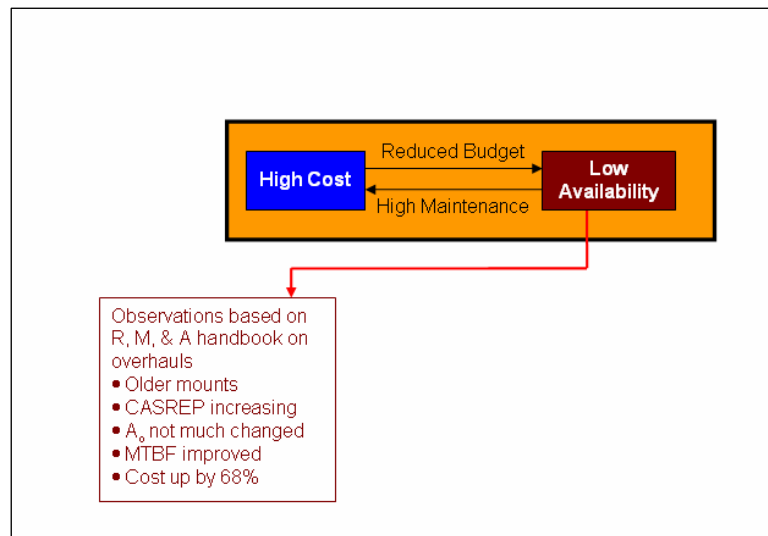 Reduced Budget
High Cost
Low
Availability
High Maintenance
Observations based on
R, M, & A handbook on
overhauls
• Older mounts
• CASREP increasing
• Aₒ not much changed
• MTBF improved
• Cost up by 68%